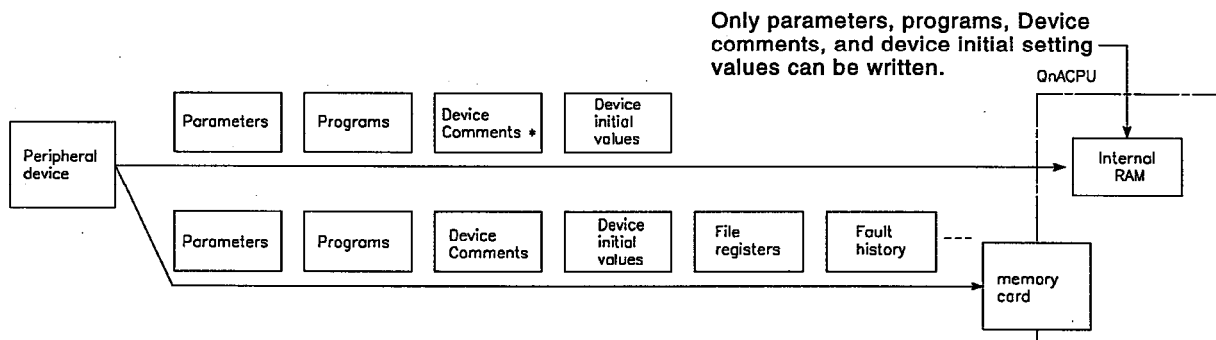 Only parameters, programs, Device
comments, and device initial setting
values can be written.
QnACPU
Parameters
Programs
Device
Comments *
Device
initial
values
Peripheral
device
Internal
RAM
Parameters
Programs
Device
Comments
Device
initial
values
File
registers
Fault
history
memory
card